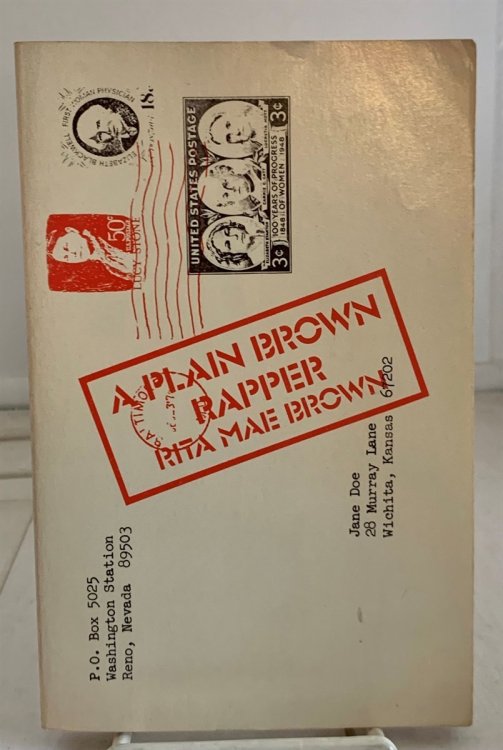 P.O. Box 5025
Washington Station
Reno, Nevada 89503
ELIZABETH BLACKWELL FIRST WOMAN PHYSICIAN
18c
50c
LUCY STONE
UNITED STATES POSTAGE
3¢ 3¢
100 YEARS OF PROGRESS
OF WOMEN
1848 1948
A PLAIN BROWN
RAPPER
RITA MAE BROWN
Jane Doe
28 Murray Lane
Wichita, Kansas 67202